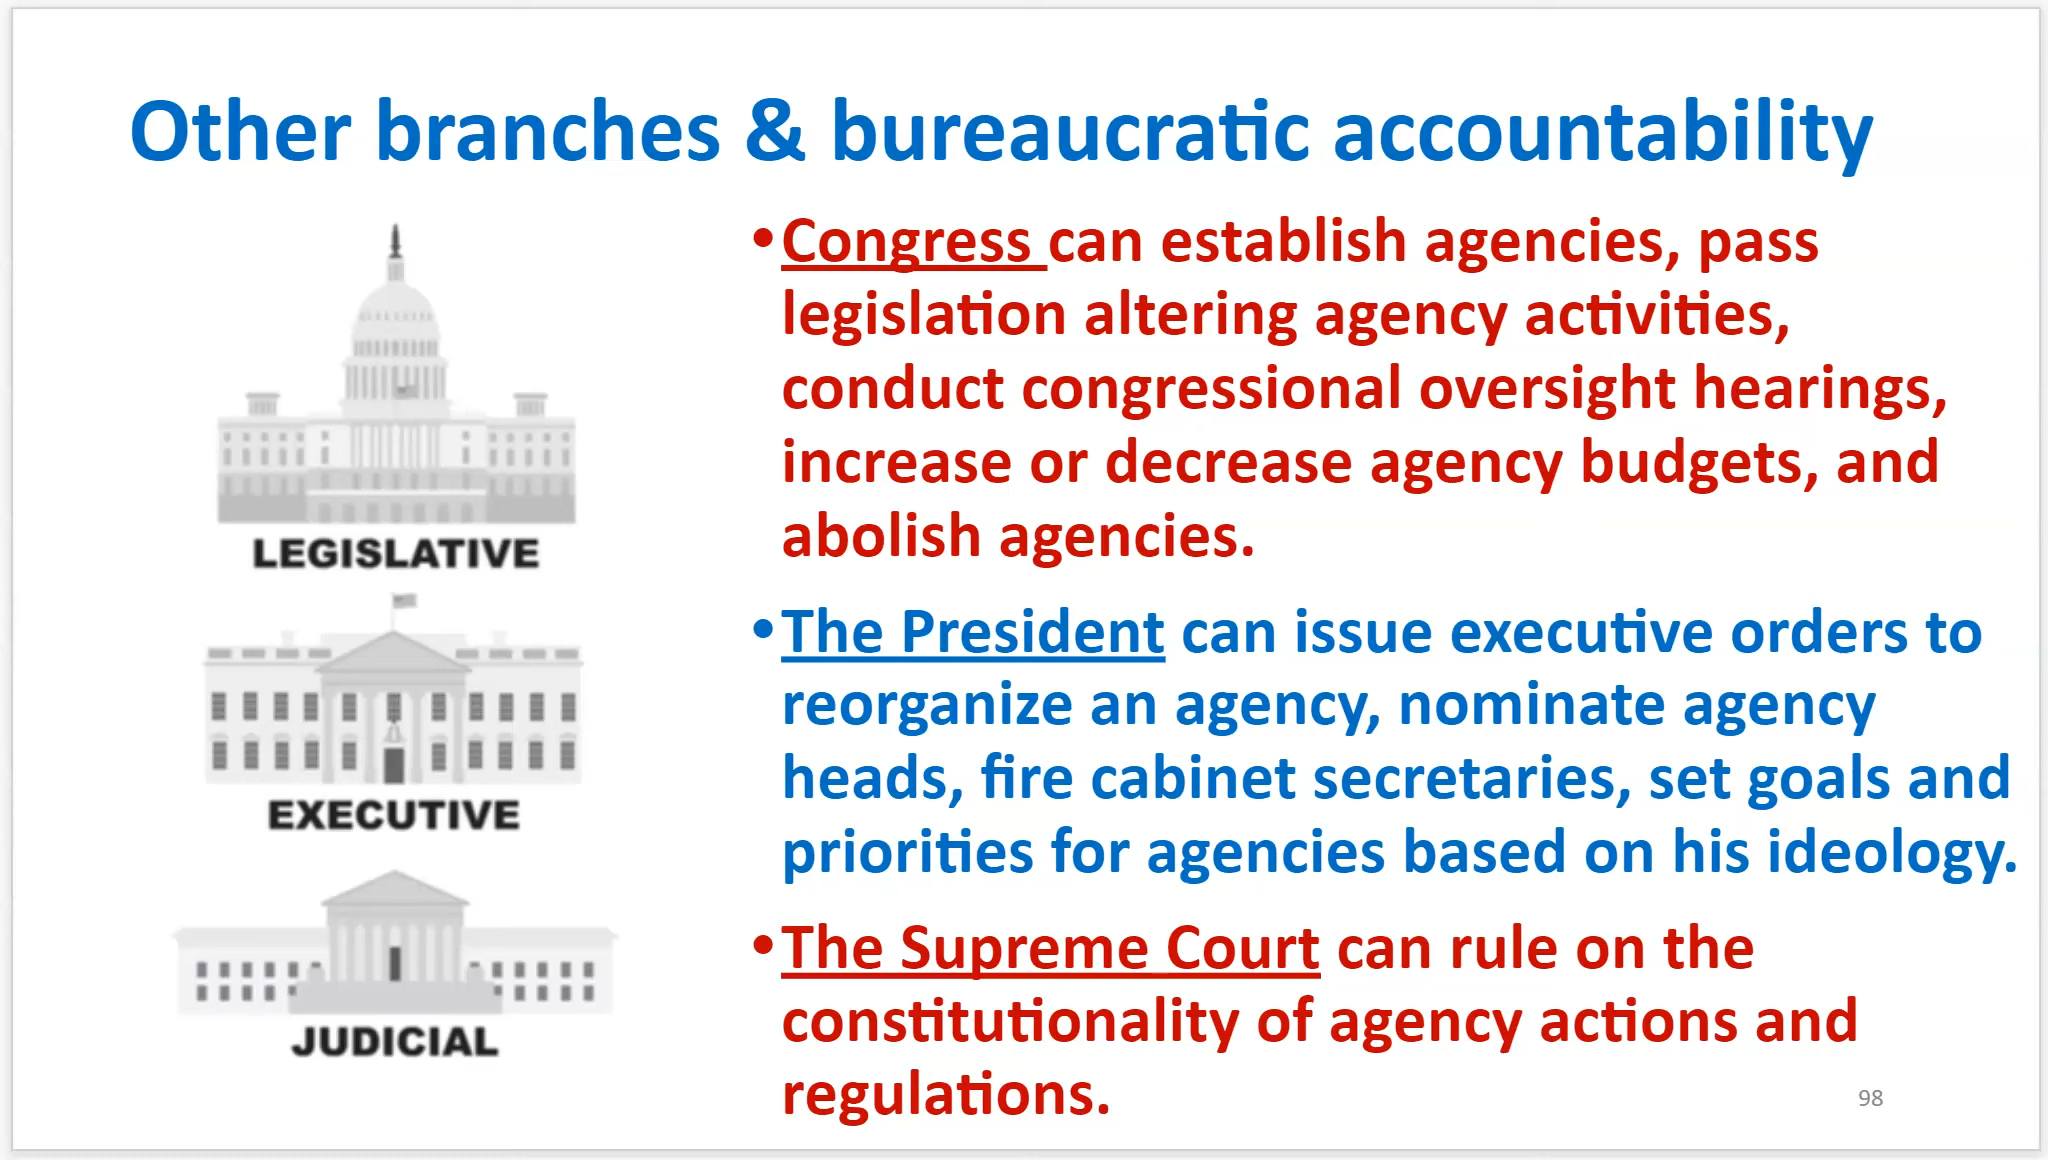 Other branches & bureaucratic accountability
LEGISLATIVE
EXECUTIVE
JUDICIAL
•Congress can establish agencies, pass
legislation altering agency activities,
conduct congressional oversight hearings,
increase or decrease agency budgets, and
abolish agencies.
•The President can issue executive orders to
reorganize an agency, nominate agency
heads, fire cabinet secretaries, set goals and
priorities for agencies based on his ideology.
•The Supreme Court can rule on the
constitutionality of agency actions and
regulations.
98